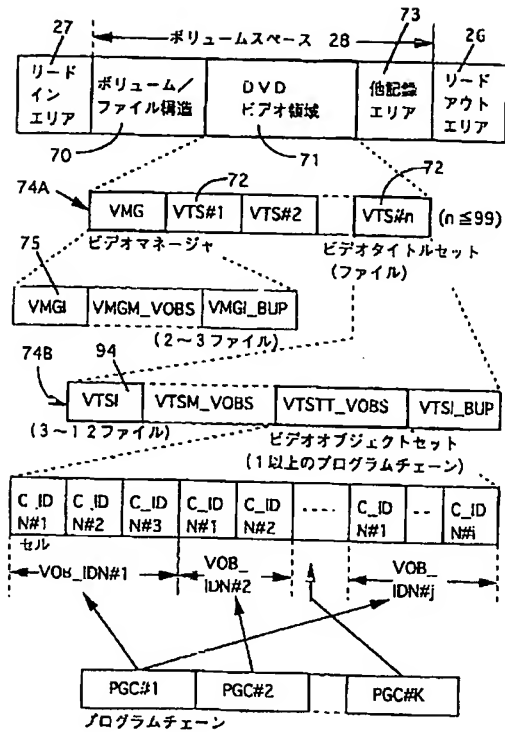 27
ボリュームスペース 28
73
26
リード
イン
エリア
ボリューム/
ファイル構造
DVD
ビデオ領域
他記録
エリア
リード
アウト
エリア
70
71
72
72
74A
VMG
VTS#1
VTS#2
VTS#n
(n≦99)
75
ビデオマネージャ
ビデオタイトルセット
(ファイル)
VMGI
VMGM_VOBS
VMGI_BUP
(2〜3ファイル)
74B
94
VTSI
VTSM_VOBS
VTSTT_VOBS
VTSI_BUP
(3〜12ファイル)
ビデオオブジェクトセット
(1以上のプログラムチェーン)
C_ID
N#1
C_ID
N#2
C_ID
N#3
C_ID
N#1
C_ID
N#2
C_ID
N#1
C_ID
N#i
セル
VOB_IDN#1
VOB_
IDN#2
VOB_
IDN#j
PGC#1
PGC#2
PGC#K
プログラムチェーン